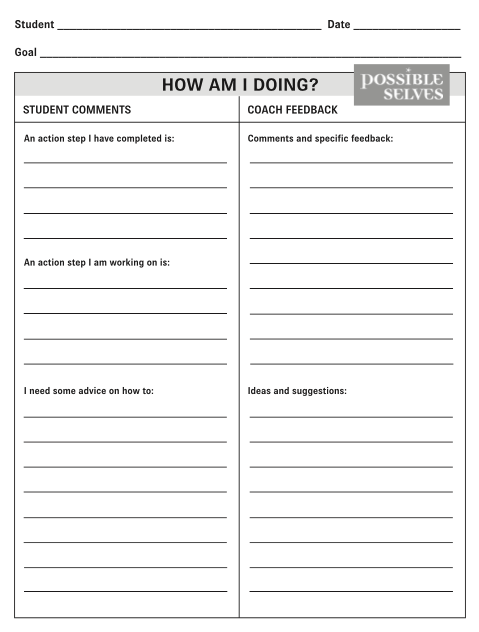 Student Date
Goal
HOW AM I DOING?
POSSIBLE
SELVES
STUDENT COMMENTS
COACH FEEDBACK
An action step I have completed is:
Comments and specific feedback:
An action step I am working on is:
I need some advice on how to:
Ideas and suggestions: